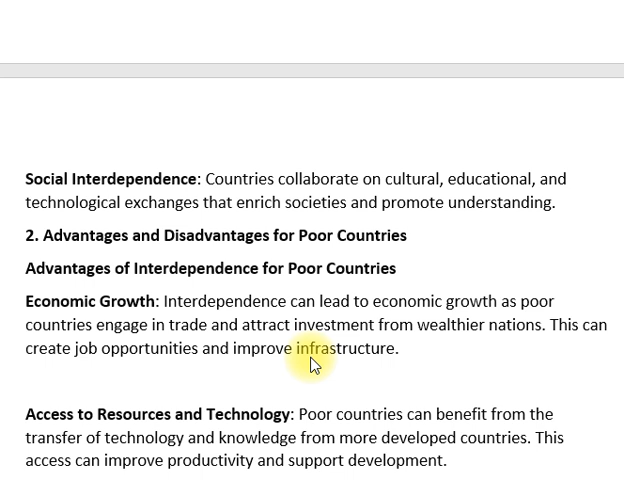 Social Interdependence: Countries collaborate on cultural, educational, and
technological exchanges that enrich societies and promote understanding.
2. Advantages and Disadvantages for Poor Countries
Advantages of Interdependence for Poor Countries
Economic Growth: Interdependence can lead to economic growth as poor
countries engage in trade and attract investment from wealthier nations. This can
create job opportunities and improve infrastructure.
Access to Resources and Technology: Poor countries can benefit from the
transfer of technology and knowledge from more developed countries. This
access can improve productivity and support development.